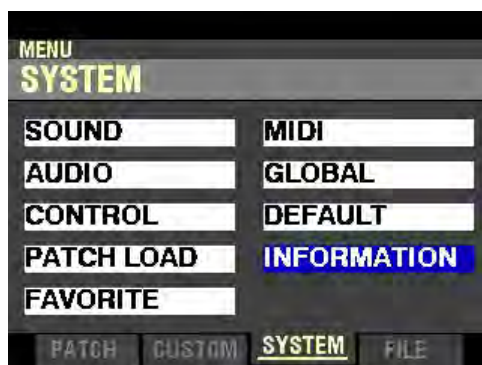 MENU
SYSTEM
SOUND
MIDI
AUDIO
GLOBAL
CONTROL
DEFAULT
PATCH LOAD
INFORMATION
FAVORITE
PATCH CUSTOM SYSTEM FILE